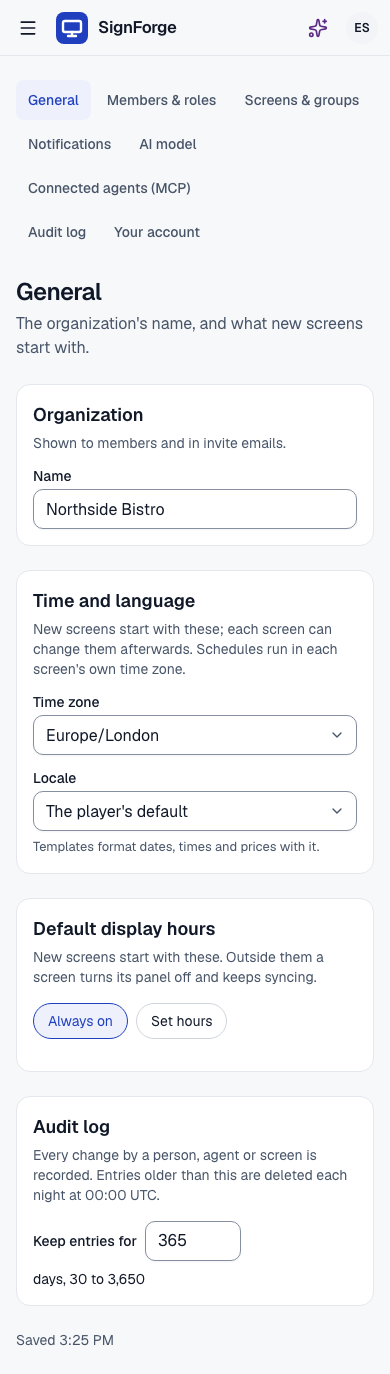 SignForge
ES
General
Members & roles
Screens & groups
Notifications
AI model
Connected agents (MCP)
Audit log
Your account
General
The organization's name, and what new screens
start with.
Organization
Shown to members and in invite emails.
Name
Northside Bistro
Time and language
New screens start with these; each screen can
change them afterwards. Schedules run in each
screen's own time zone.
Time zone
Europe/London
Locale
The player's default
Templates format dates, times and prices with it.
Default display hours
New screens start with these. Outside them a
screen turns its panel off and keeps syncing.
Always on
Set hours
Audit log
Every change by a person, agent or screen is
recorded. Entries older than this are deleted each
night at 00:00 UTC.
Keep entries for
365
days, 30 to 3,650
Saved 3:25 PM